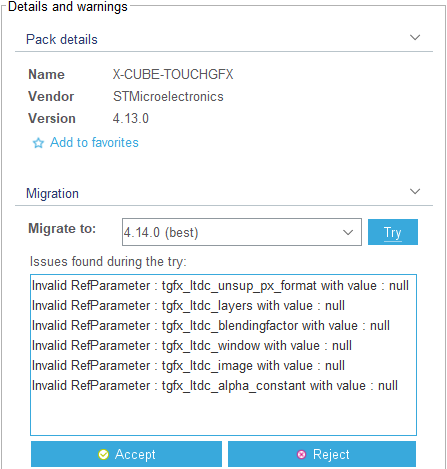 Details and warnings
Pack details
Name X-CUBE-TOUCHGFX
Vendor STMicroelectronics
Version 4.13.0
Add to favorites
Migration
Migrate to: 4.14.0 (best) Try
Issues found during the try:
Invalid RefParameter : tgfx_ltdc_unsup_px_format with value : null
Invalid RefParameter : tgfx_ltdc_layers with value : null
Invalid RefParameter : tgfx_ltdc_blendingfactor with value : null
Invalid RefParameter : tgfx_ltdc_window with value : null
Invalid RefParameter : tgfx_ltdc_image with value : null
Invalid RefParameter : tgfx_ltdc_alpha_constant with value : null
Accept Reject